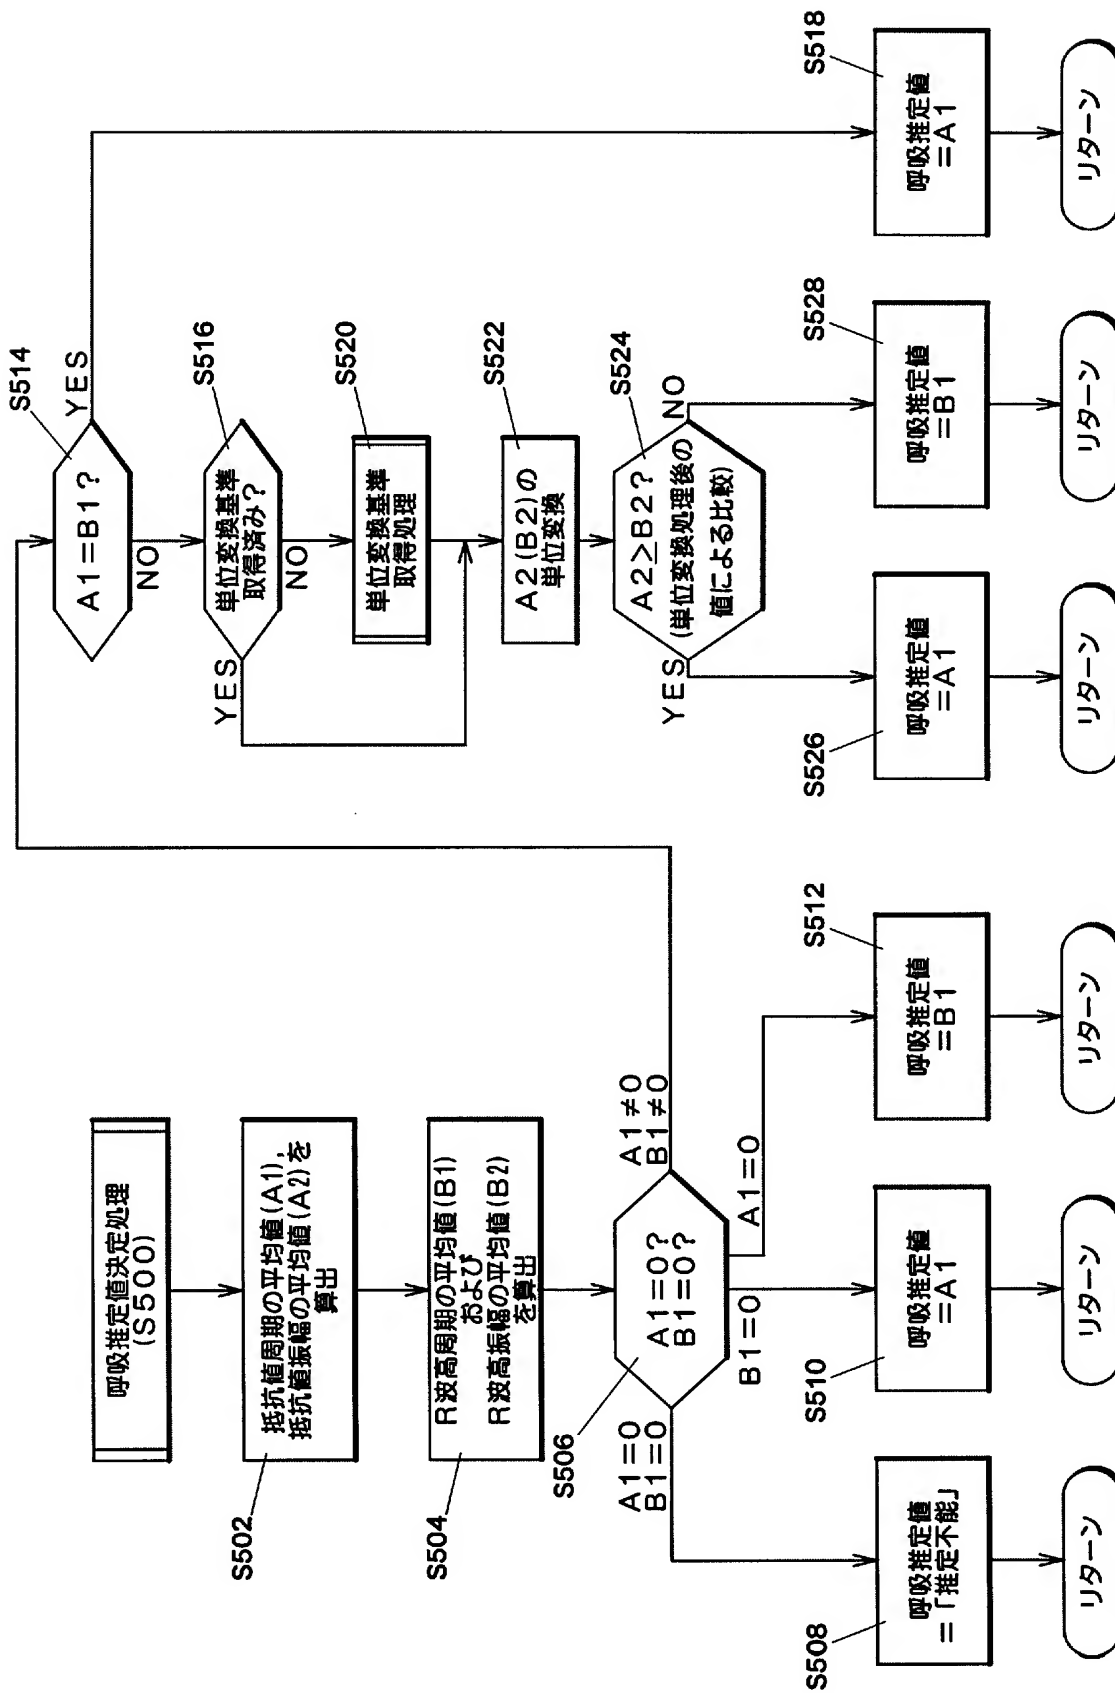 呼吸推定値決定処理
(S500)
S502
抵抗値周期の平均値(A1),
抵抗値振幅の平均値(A2)を
算出
S504
R波高周期の平均値(B1)
および
R波高振幅の平均値(B2)
を算出
S506
A1=0?
B1=0?
A1=0
B1=0
B1=0
A1=0
A1≠0
B1≠0
S508
呼吸推定値
=「推定不能」
リターン
S510
呼吸推定値
=A1
リターン
S512
呼吸推定値
=B1
リターン
S514
A1=B1?
YES
NO
S516
単位変換基準
取得済み?
YES
NO
S520
単位変換基準
取得処理
S522
A2(B2)の
単位変換
S524
A2≧B2?
(単位変換処理後の
値による比較)
YES
NO
S526
呼吸推定値
=A1
リターン
S528
呼吸推定値
=B1
リターン
S518
呼吸推定値
=A1
リターン